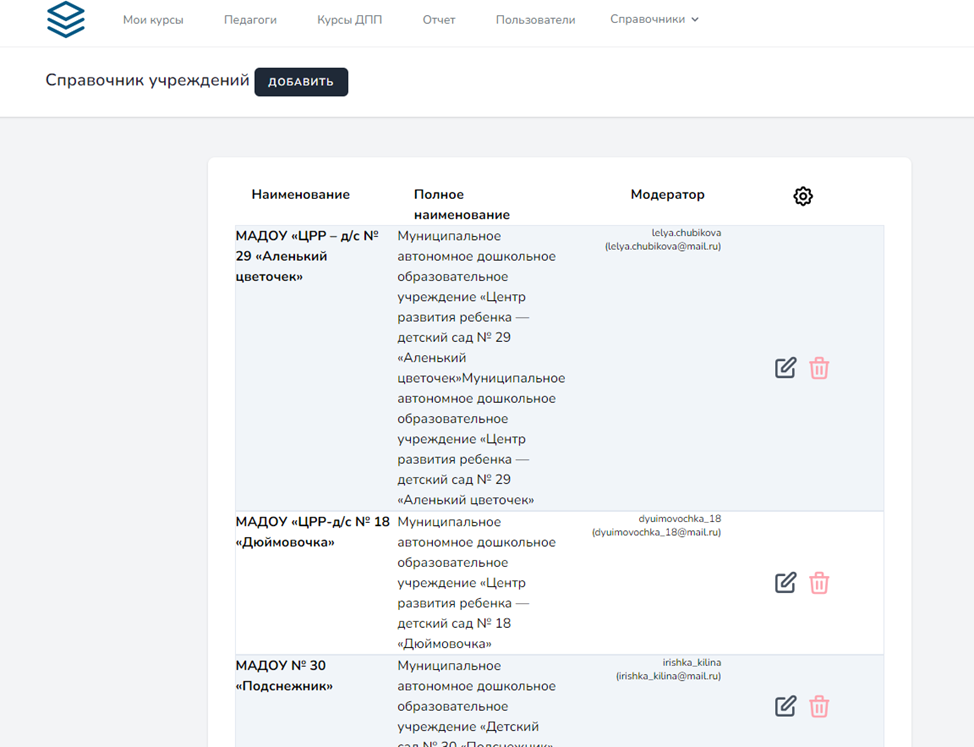 Мои курсы Педагоги Курсы ДПП Отчет Пользователи Справочники
Справочник учреждений ДОБАВИТЬ
Наименование Полное наименование Модератор
МАДОУ «ЦРР – д/с №
29 «Аленький
цветочек»
Муниципальное
автономное дошкольное
образовательное
учреждение «Центр
развития ребенка —
детский сад № 29
«Аленький
цветочек»Муниципальное
автономное дошкольное
образовательное
учреждение «Центр
развития ребенка —
детский сад № 29
«Аленький цветочек»
lelya.chubikova
(lelya.chubikova@mail.ru)
МАДОУ «ЦРР-д/с № 18
«Дюймовочка»
Муниципальное
автономное дошкольное
образовательное
учреждение «Центр
развития ребенка —
детский сад № 18
«Дюймовочка»
dyuimovochka_18
(dyuimovochka_18@mail.ru)
МАДОУ № 30
«Подснежник»
Муниципальное
автономное дошкольное
образовательное
учреждение «Детский
сад № 30 «Подснежник»
irishka_kilina
(irishka_kilina@mail.ru)